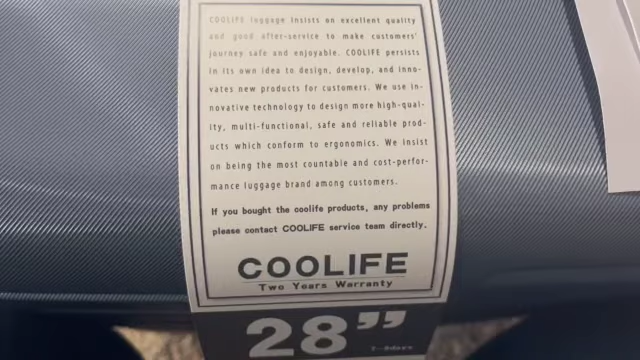 COOLIFE luggage insists on excellent quality
and good after-service to make customers'
journey safe and enjoyable. COOLIFE persists
in its own idea to design, develop, and inno-
vates new products for customers. We use in-
novative technology to design more high-qual-
ity, multi-functional, safe and reliable prod-
ucts which conform to ergonomics. We insist
on being the most countable and cost-perfor-
mance luggage brand among customers.
If you bought the coolife products, any problems
please contact COOLIFE service team directly.
COOLIFE
Two Years Warranty
28”